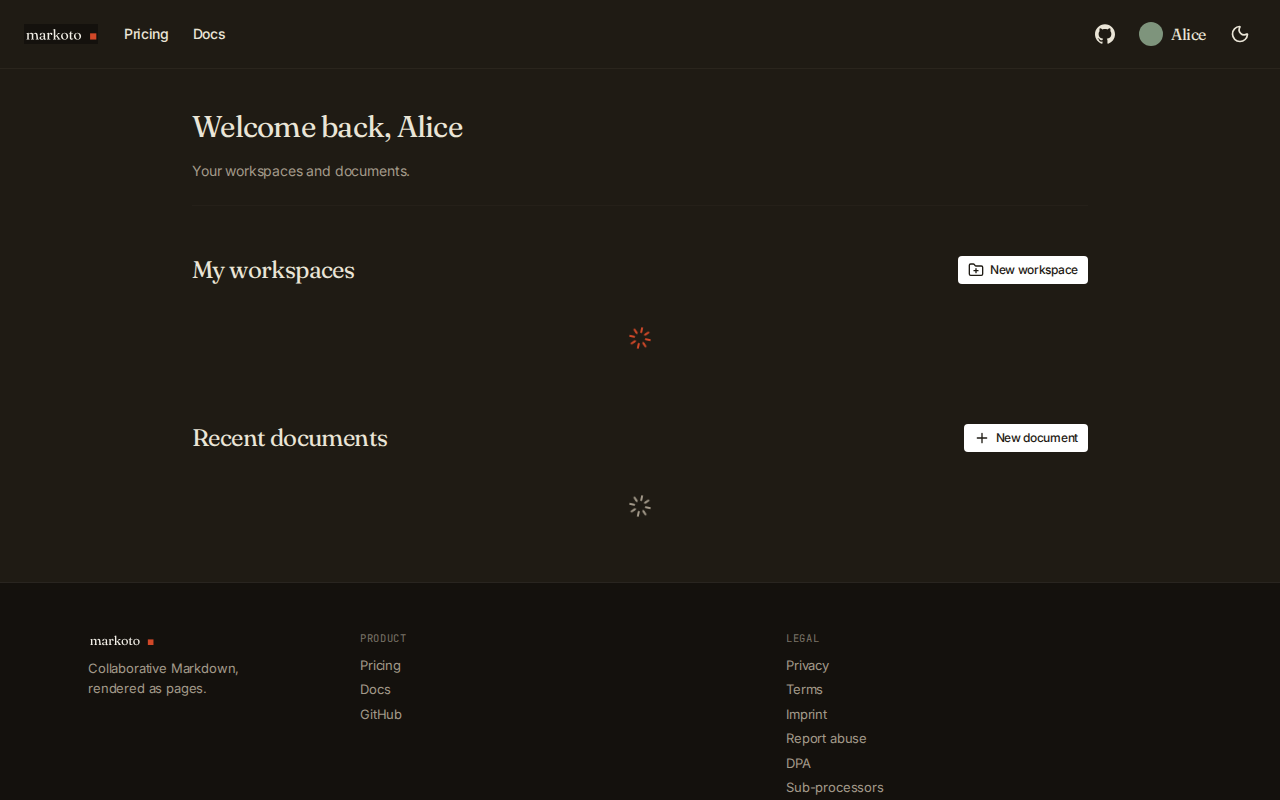 markoto
Pricing
Docs
Alice
Welcome back, Alice
Your workspaces and documents.
My workspaces
New workspace
Recent documents
New document
markoto
Collaborative Markdown,
rendered as pages.
PRODUCT
Pricing
Docs
GitHub
LEGAL
Privacy
Terms
Imprint
Report abuse
DPA
Sub-processors